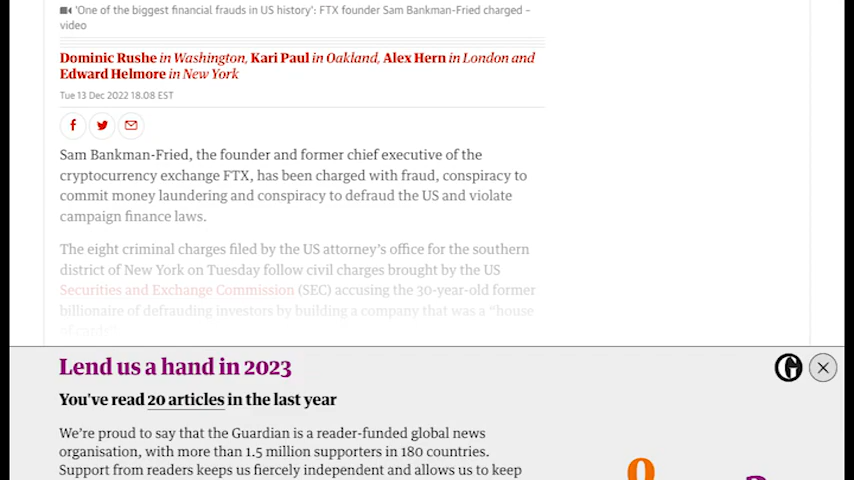 'One of the biggest financial frauds in US history': FTX founder Sam Bankman-Fried charged –
video
Dominic Rushe in Washington, Kari Paul in Oakland, Alex Hern in London and
Edward Helmore in New York
Tue 13 Dec 2022 18.08 EST
Sam Bankman-Fried, the founder and former chief executive of the
cryptocurrency exchange FTX, has been charged with fraud, conspiracy to
commit money laundering and conspiracy to defraud the US and violate
campaign finance laws.
The eight criminal charges filed by the US attorney's office for the southern
district of New York on Tuesday follow civil charges brought by the US
Securities and Exchange Commission (SEC) accusing the 30-year-old former
billionaire of defrauding investors by building a company that was a "house
of cards".
Lend us a hand in 2023
You've read 20 articles in the last year
We're proud to say that the Guardian is a reader-funded global news
organisation, with more than 1.5 million supporters in 180 countries.
Support from readers keeps us fiercely independent and allows us to keep